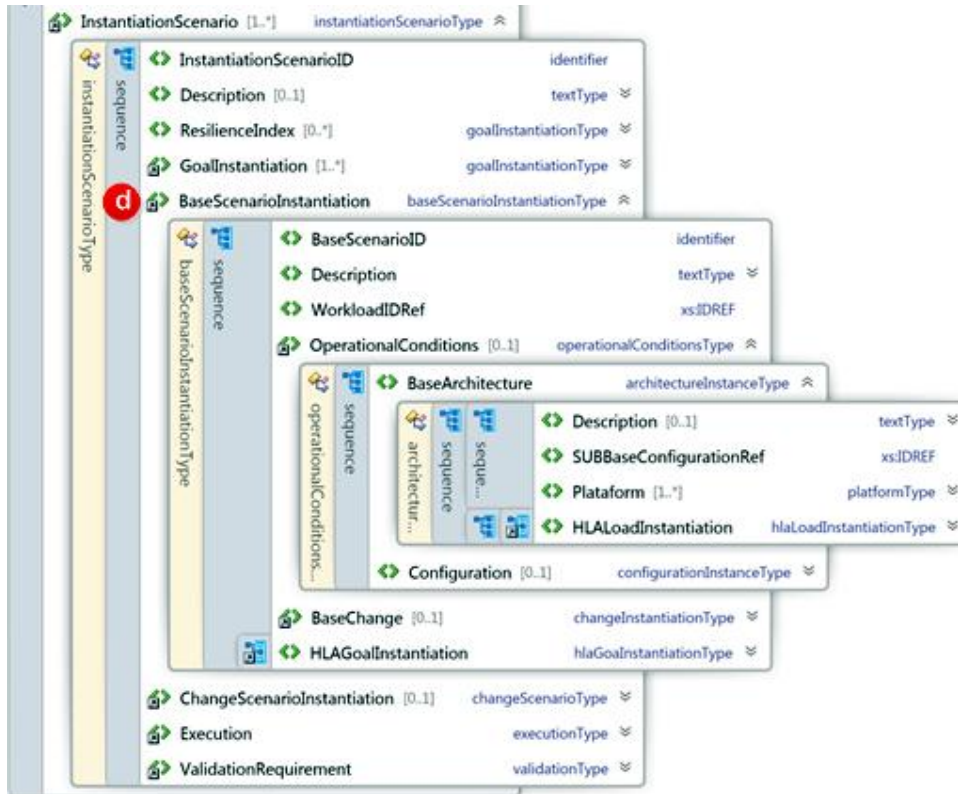 InstantiationScenario [1..*] instantiationScenarioType
instantiationScenarioType
sequence
InstantiationScenarioID identifier
Description [0..1] textType
ResilienceIndex [0..*] goalInstantiationType
GoalInstantiation [1..*] goalInstantiationType
d
BaseScenarioInstantiation baseScenarioInstantiationType
baseScenarioInstantiationType
sequence
BaseScenarioID identifier
Description textType
WorkloadIDRef xs:IDREF
OperationalConditions [0..1] operationalConditionsType
operationalConditions...
sequence
BaseArchitecture architectureInstanceType
architectur...
sequence
seque...
Description [0..1] textType
SUBBaseConfigurationRef xs:IDREF
Plataform [1..*] platformType
HLALoadInstantiation hlaLoadInstantiationType
Configuration [0..1] configurationInstanceType
BaseChange [0..1] changeInstantiationType
HLAGoalInstantiation hlaGoalnstantiationType
ChangeScenarioInstantiation [0..1] changeScenarioType
Execution executionType
ValidationRequirement validationType